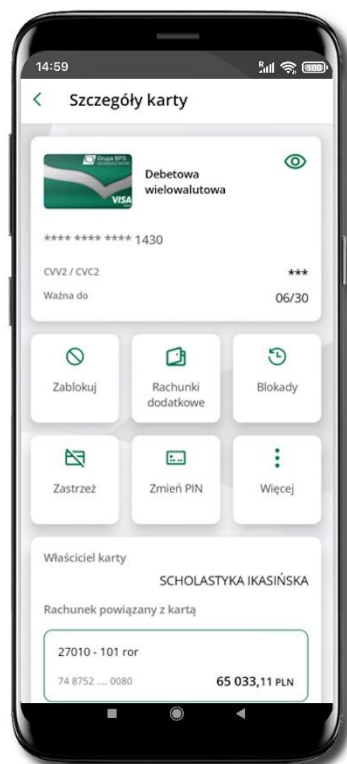 14:59
R
100
Szczegóły karty
Grupa BPS
VISA
Debetowa
wielowalutowa
**** **** **** 1430
CVV2 / CVC2 ***
Ważna do 06/30
Zablokuj
Rachunki
dodatkowe
Blokady
Zastrzeż
Zmień PIN
Więcej
Właściciel karty
SCHOLASTYKA IKASIŃSKA
Rachunek powiązany z kartą
27010 - 101 ror
74 8752 .... 0080 65 033,11 PLN